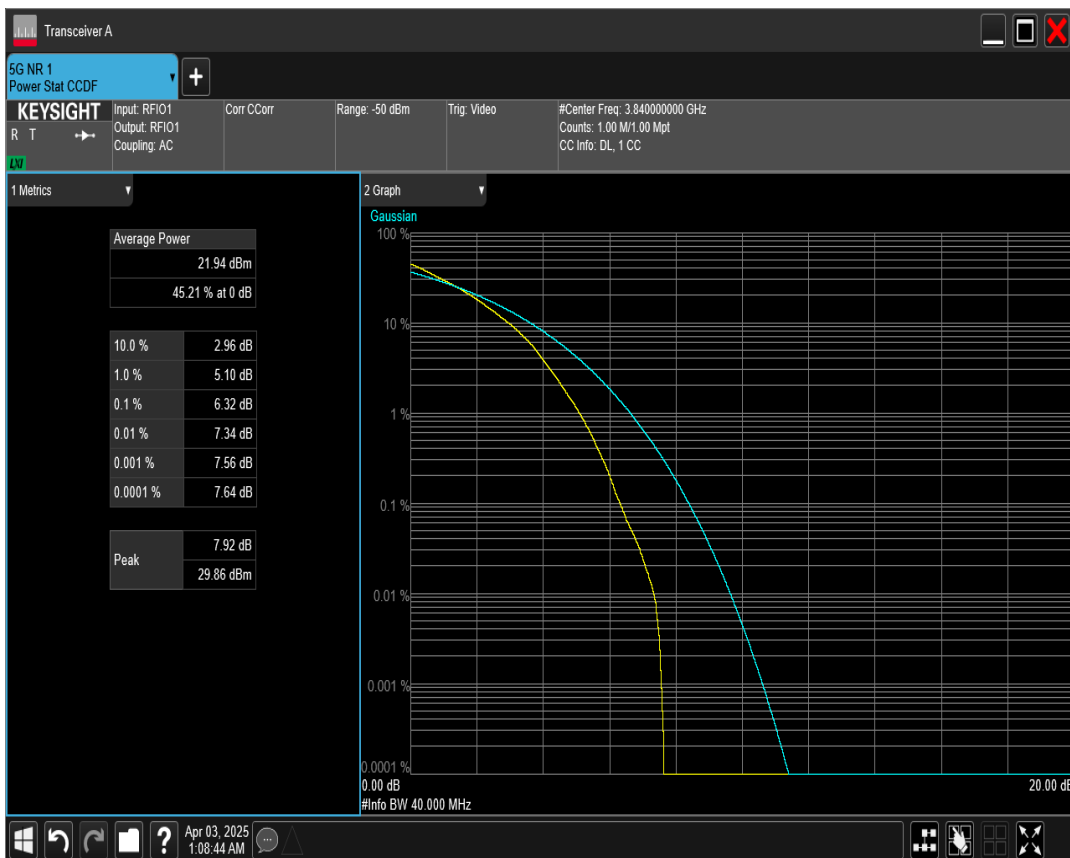 Transceiver A
5G NR 1
Power Stat CCDF
KEYSIGHT
R T
LXI
Input: RFIO1
Output: RFIO1
Coupling: AC
Corr CCorr
Range: -50 dBm
Trig: Video
#Center Freq: 3.840000000 GHz
Counts: 1.00 M/1.00 Mpt
CC Info: DL, 1 CC
1 Metrics
Average Power
21.94 dBm
45.21 % at 0 dB
10.0 % 2.96 dB
1.0 % 5.10 dB
0.1 % 6.32 dB
0.01 % 7.34 dB
0.001 % 7.56 dB
0.0001 % 7.64 dB
Peak
7.92 dB
29.86 dBm
2 Graph
Gaussian
100 %
10 %
1 %
0.1 %
0.01 %
0.001 %
0.0001 %
0.00 dB 20.00 dB
#Info BW 40.000 MHz
Apr 03, 2025
1:08:44 AM